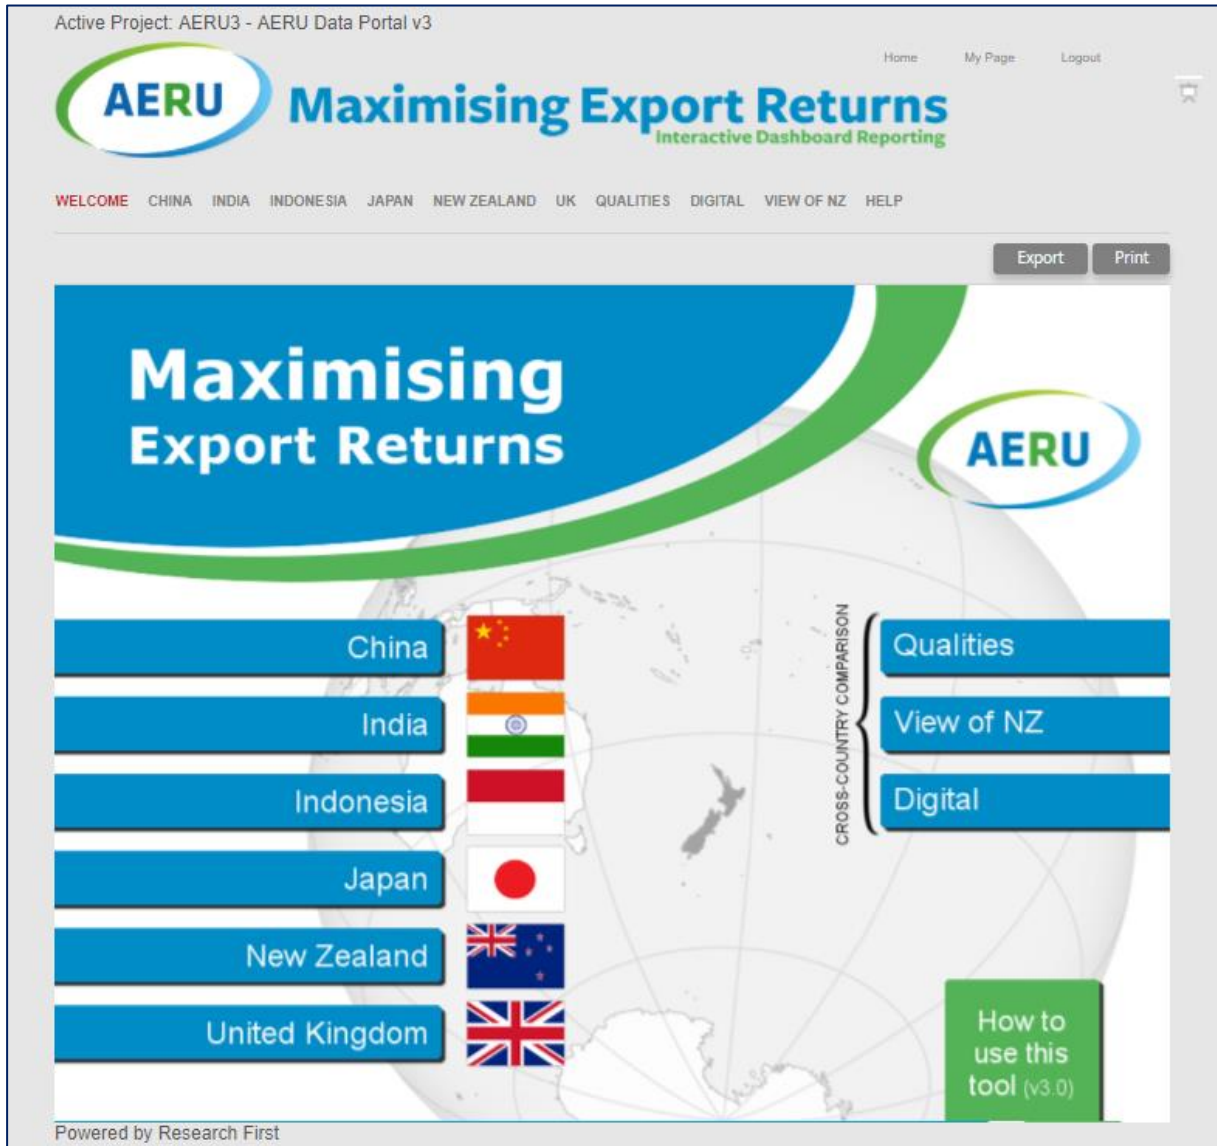 Active Project: AERU3 - AERU Data Portal v3
Home My Page Logout
AERU
Maximising Export Returns
Interactive Dashboard Reporting
WELCOME CHINA INDIA INDONESIA JAPAN NEW ZEALAND UK QUALITIES DIGITAL VIEW OF NZ HELP
Export Print
Maximising
Export Returns
AERU
China
India
Indonesia
Japan
New Zealand
United Kingdom
CROSS-COUNTRY COMPARISON
Qualities
View of NZ
Digital
How to
use this
tool (v3.0)
Powered by Research First